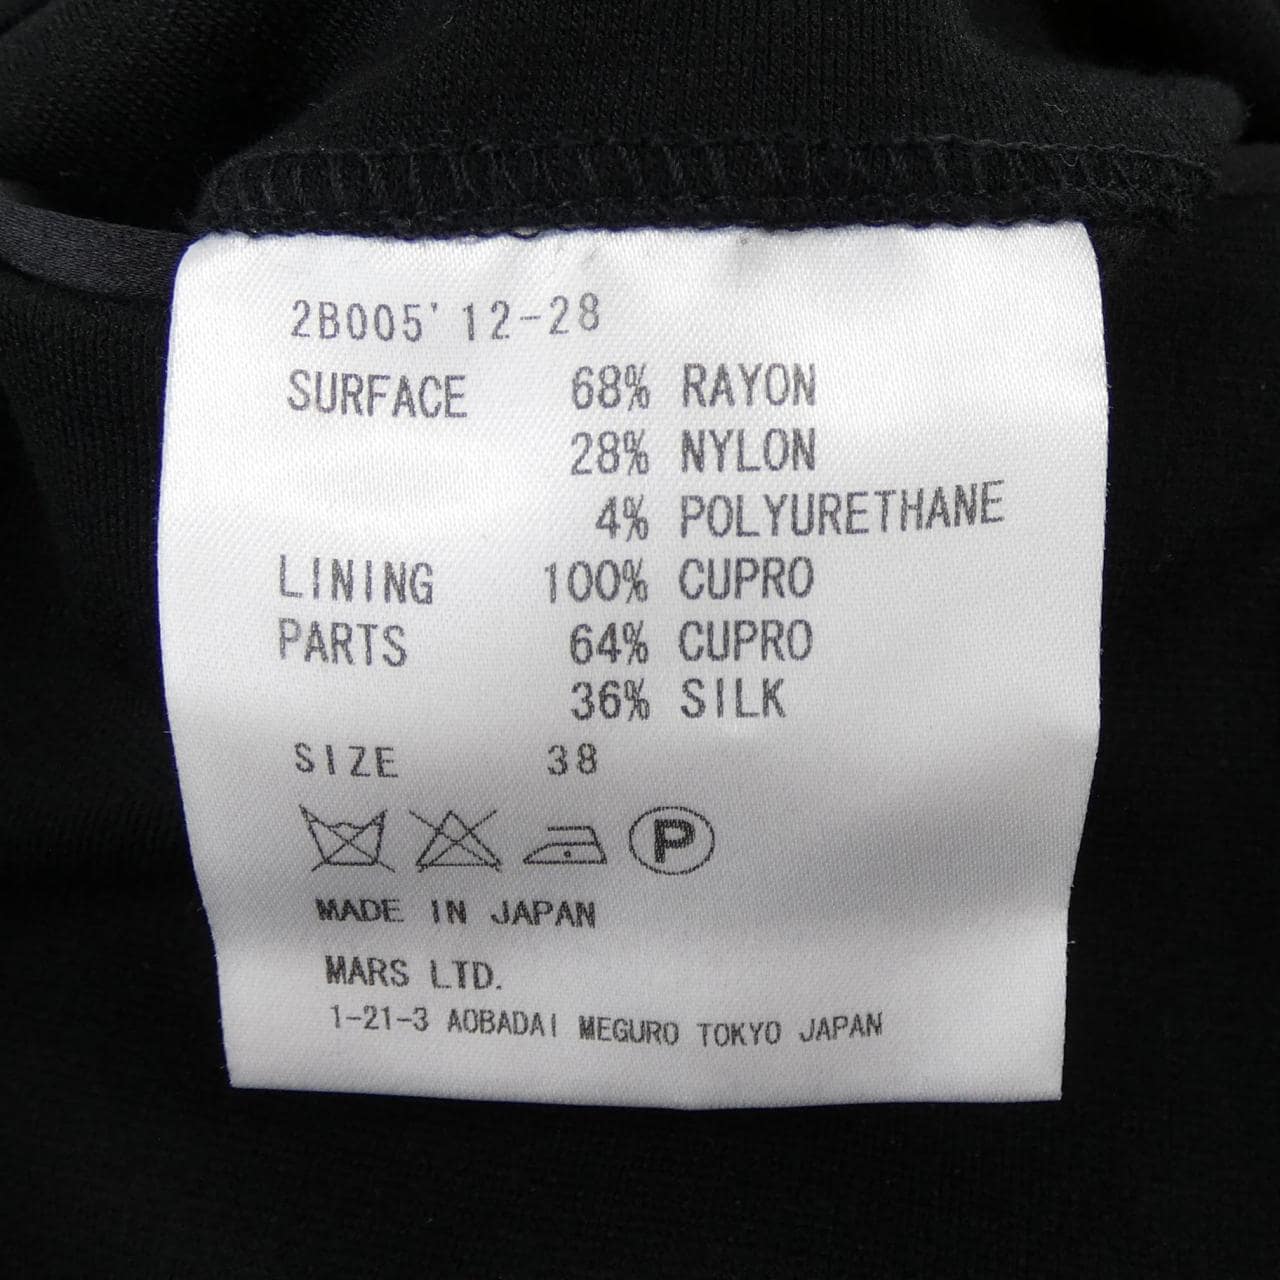 2B005' 12-28
SURFACE 68% RAYON
28% NYLON
4% POLYURETHANE
LINING 100% CUPRO
PARTS 64% CUPRO
36% SILK
SIZE 38
P
MADE IN JAPAN
MARS LTD.
1-21-3 AOBADAI MEGURO TOKYO JAPAN